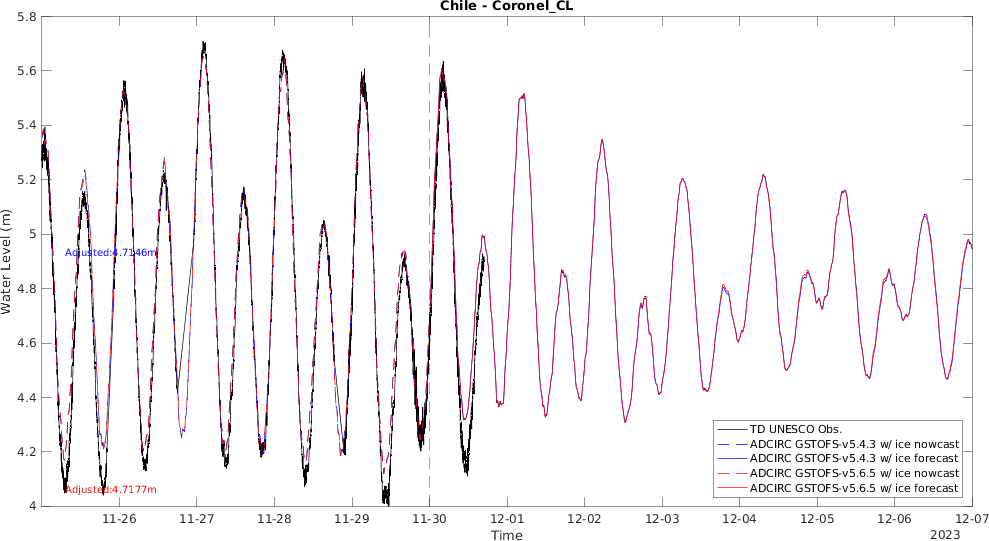 Chile - Coronel_CL
5.8
5.6
5.4
5.2
5
4.8
4.6
4.4
4.2
4
Water Level (m)
Adjusted:4.7146m
Adjusted:4.7177m
TD UNESCO Obs.
ADCIRC GSTOFS-v5.4.3 w/ ice nowcast
ADCIRC GSTOFS-v5.4.3 w/ ice forecast
ADCIRC GSTOFS-v5.6.5 w/ ice nowcast
ADCIRC GSTOFS-v5.6.5 w/ ice forecast
11-26 11-27 11-28 11-29 11-30 12-01 12-02 12-03 12-04 12-05 12-06 12-07
Time
2023